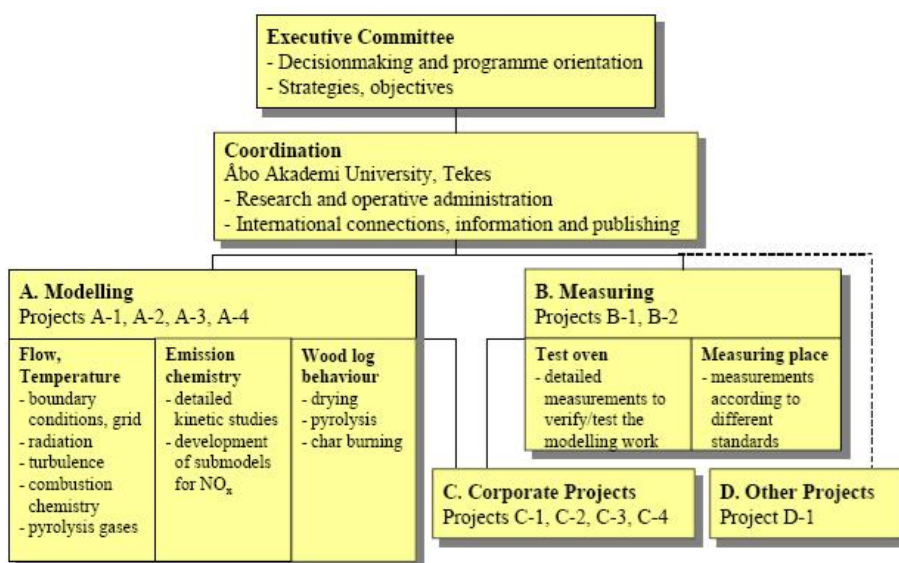 Executive Committee
- Decisionmaking and programme orientation
- Strategies, objectives
Coordination
Åbo Akademi University, Tekes
- Research and operative administration
- International connections, information and publishing
A. Modelling
Projects A-1, A-2, A-3, A-4
Flow,
Temperature
- boundary
conditions, grid
- radiation
- turbulence
- combustion
chemistry
- pyrolysis gases
Emission
chemistry
- detailed
kinetic studies
- development
of submodels
for NOx
Wood log
behaviour
- drying
- pyrolysis
- char burning
B. Measuring
Projects B-1, B-2
Test oven
- detailed
measurements to
verify/test the
modelling work
Measuring place
- measurements
according to
different
standards
C. Corporate Projects
Projects C-1, C-2, C-3, C-4
D. Other Projects
Project D-1